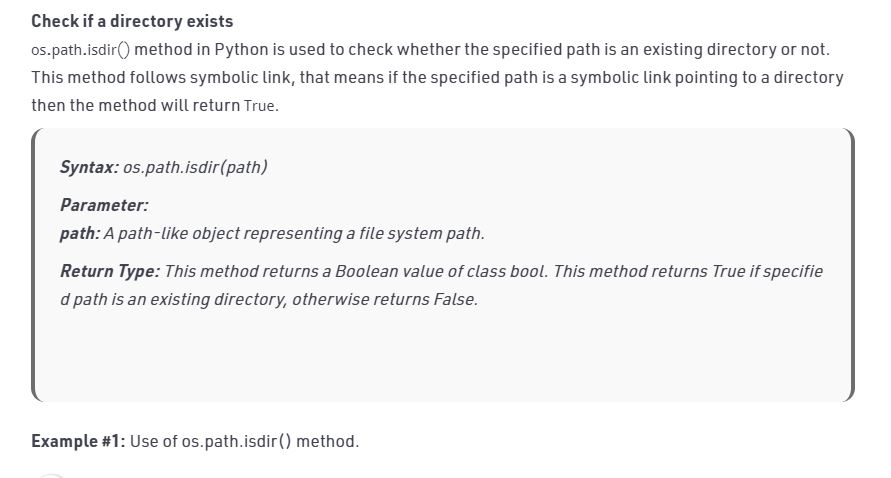 Check if a directory exists
os.path.isdir() method in Python is used to check whether the specified path is an existing directory or not.
This method follows symbolic link, that means if the specified path is a symbolic link pointing to a directory
then the method will return True.
Syntax: os.path.isdir(path)
Parameter:
path: A path-like object representing a file system path.
Return Type: This method returns a Boolean value of class bool. This method returns True if specifie
d path is an existing directory, otherwise returns False.
Example #1: Use of os.path.isdir() method.